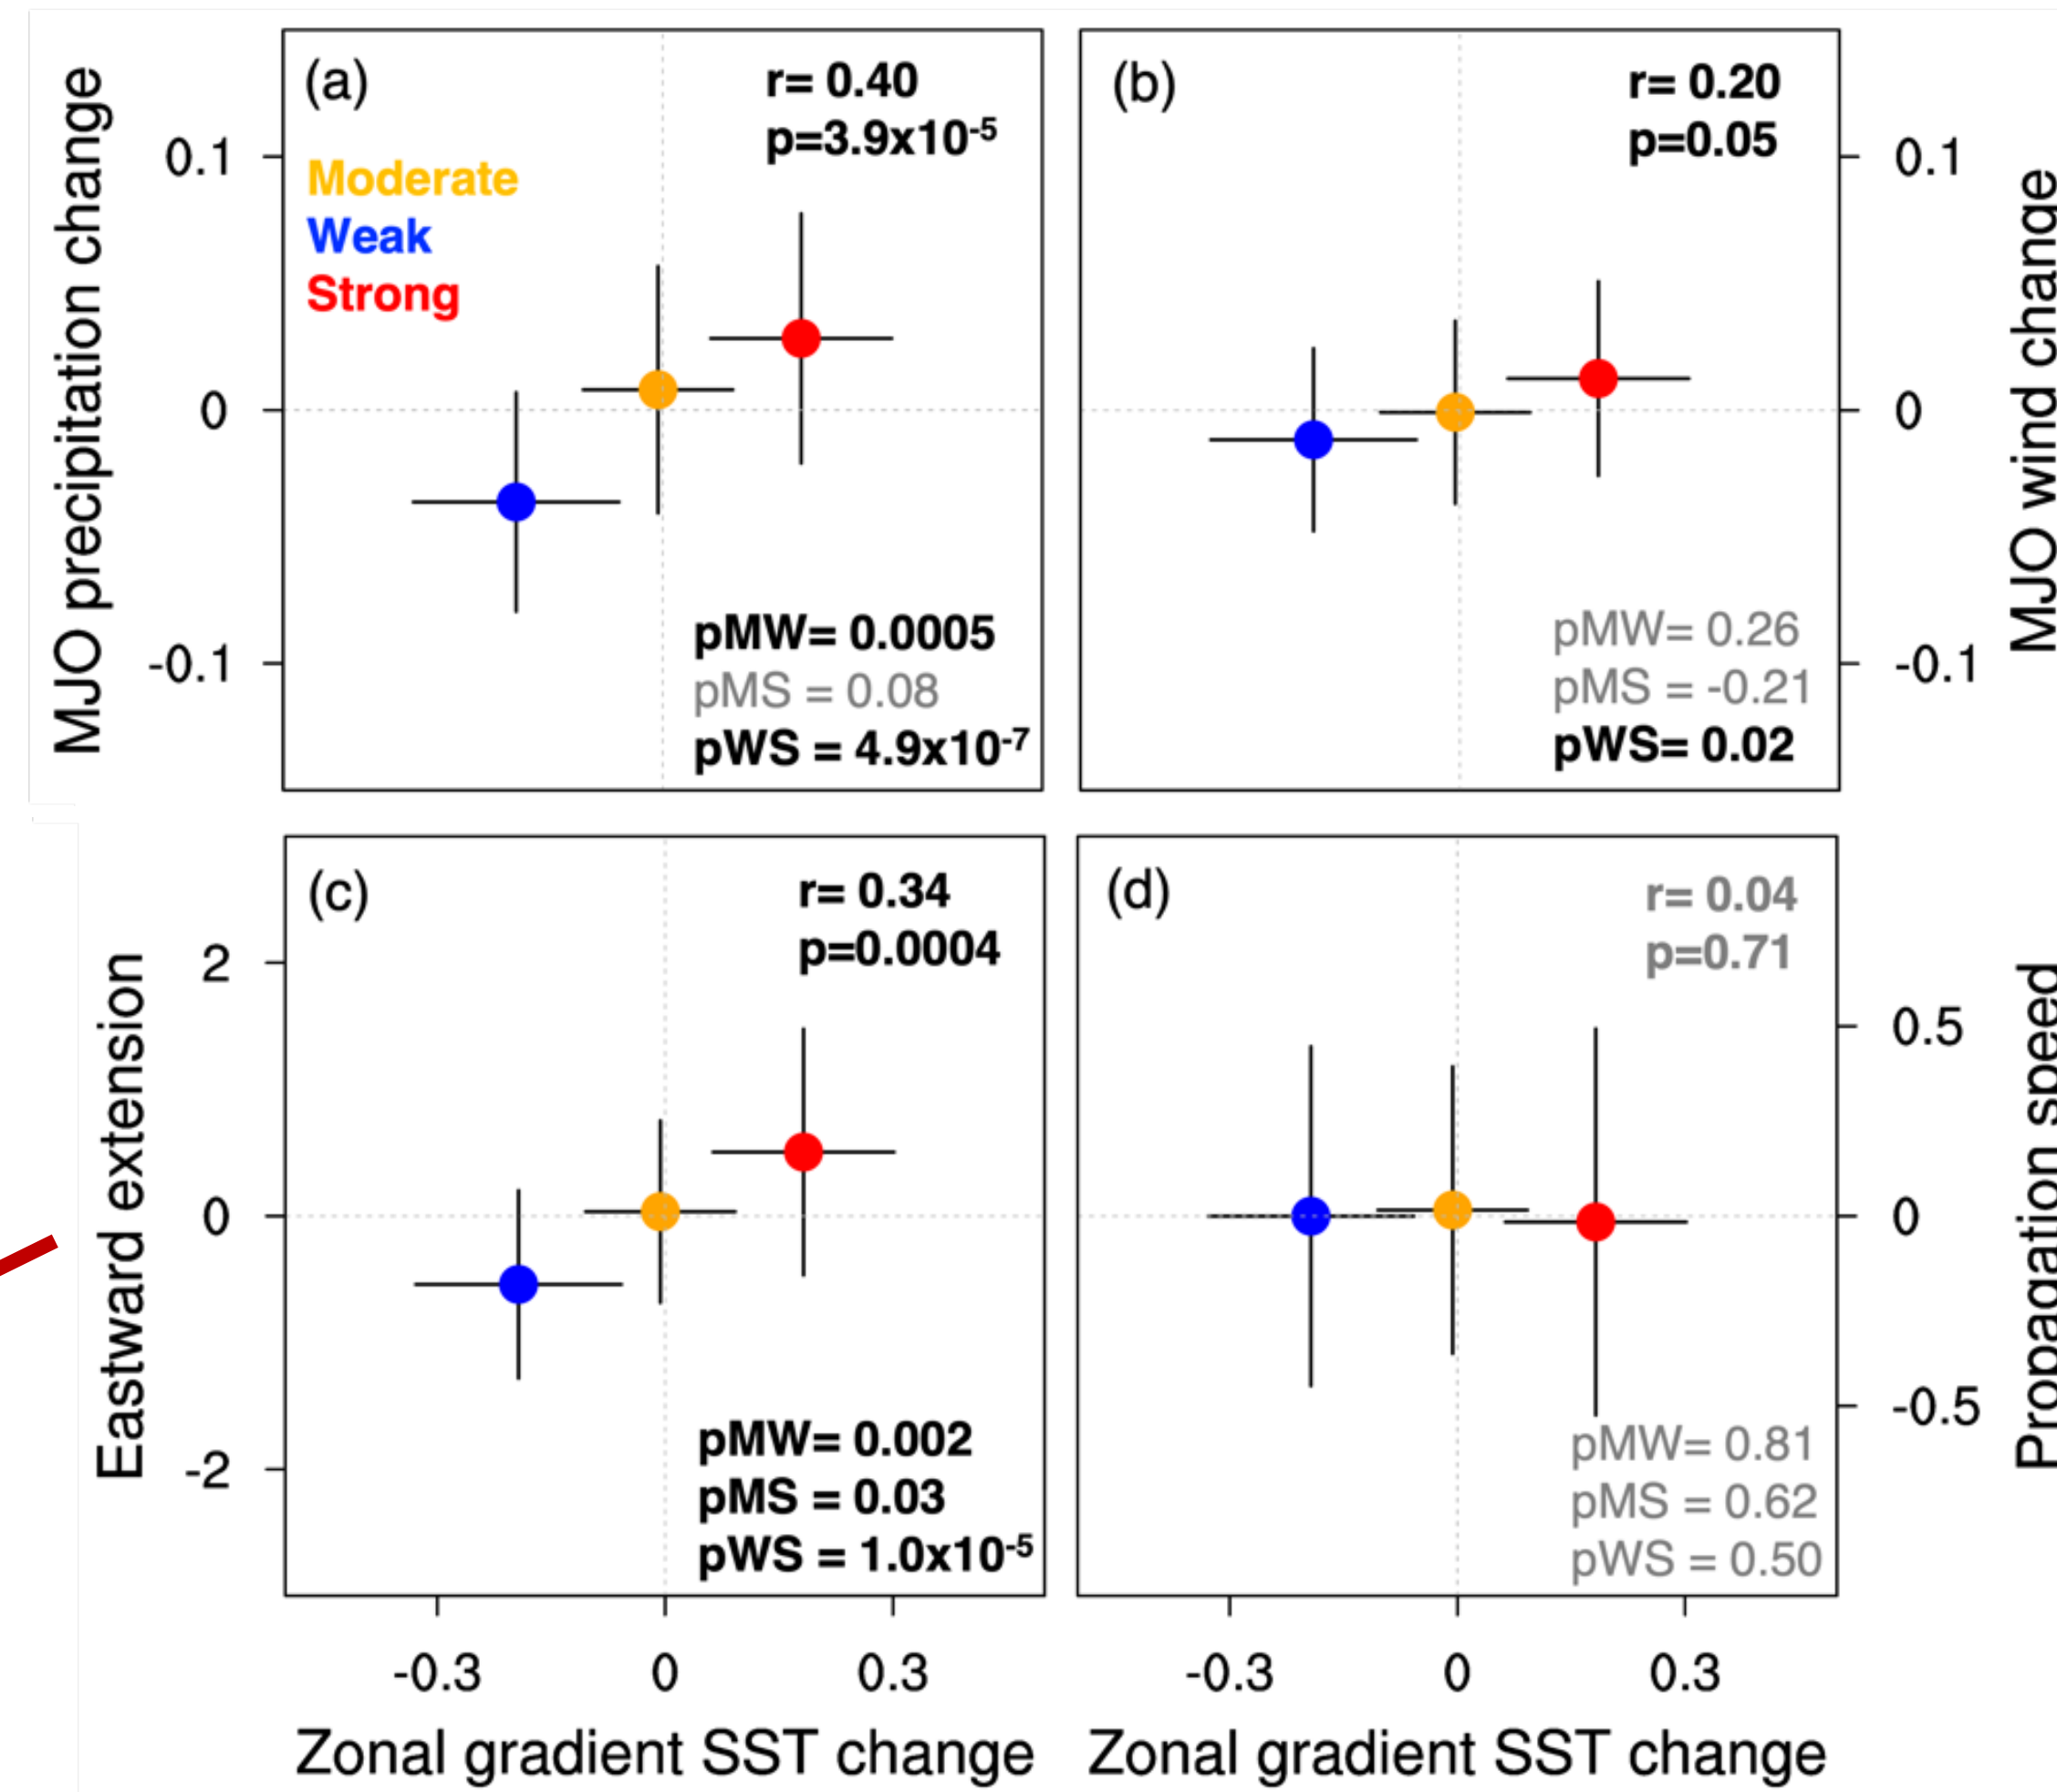 MJO precipitation change
0.1
0
-0.1
(a)
r= 0.40
p=3.9x10⁻⁵
Moderate
Weak
Strong
pMW= 0.0005
pMS = 0.08
pWS = 4.9x10⁻⁷
(b)
r= 0.20
p=0.05
pMW= 0.26
pMS = -0.21
pWS= 0.02
0.1
0
-0.1
MJO wind change
Eastward extension
2
0
-2
(c)
r= 0.34
p=0.0004
pMW= 0.002
pMS = 0.03
pWS = 1.0x10⁻⁵
-0.3 0 0.3
Zonal gradient SST change
(d)
r= 0.04
p=0.71
pMW= 0.81
pMS = 0.62
pWS = 0.50
0.5
0
-0.5
Propagation speed
-0.3 0 0.3
Zonal gradient SST change